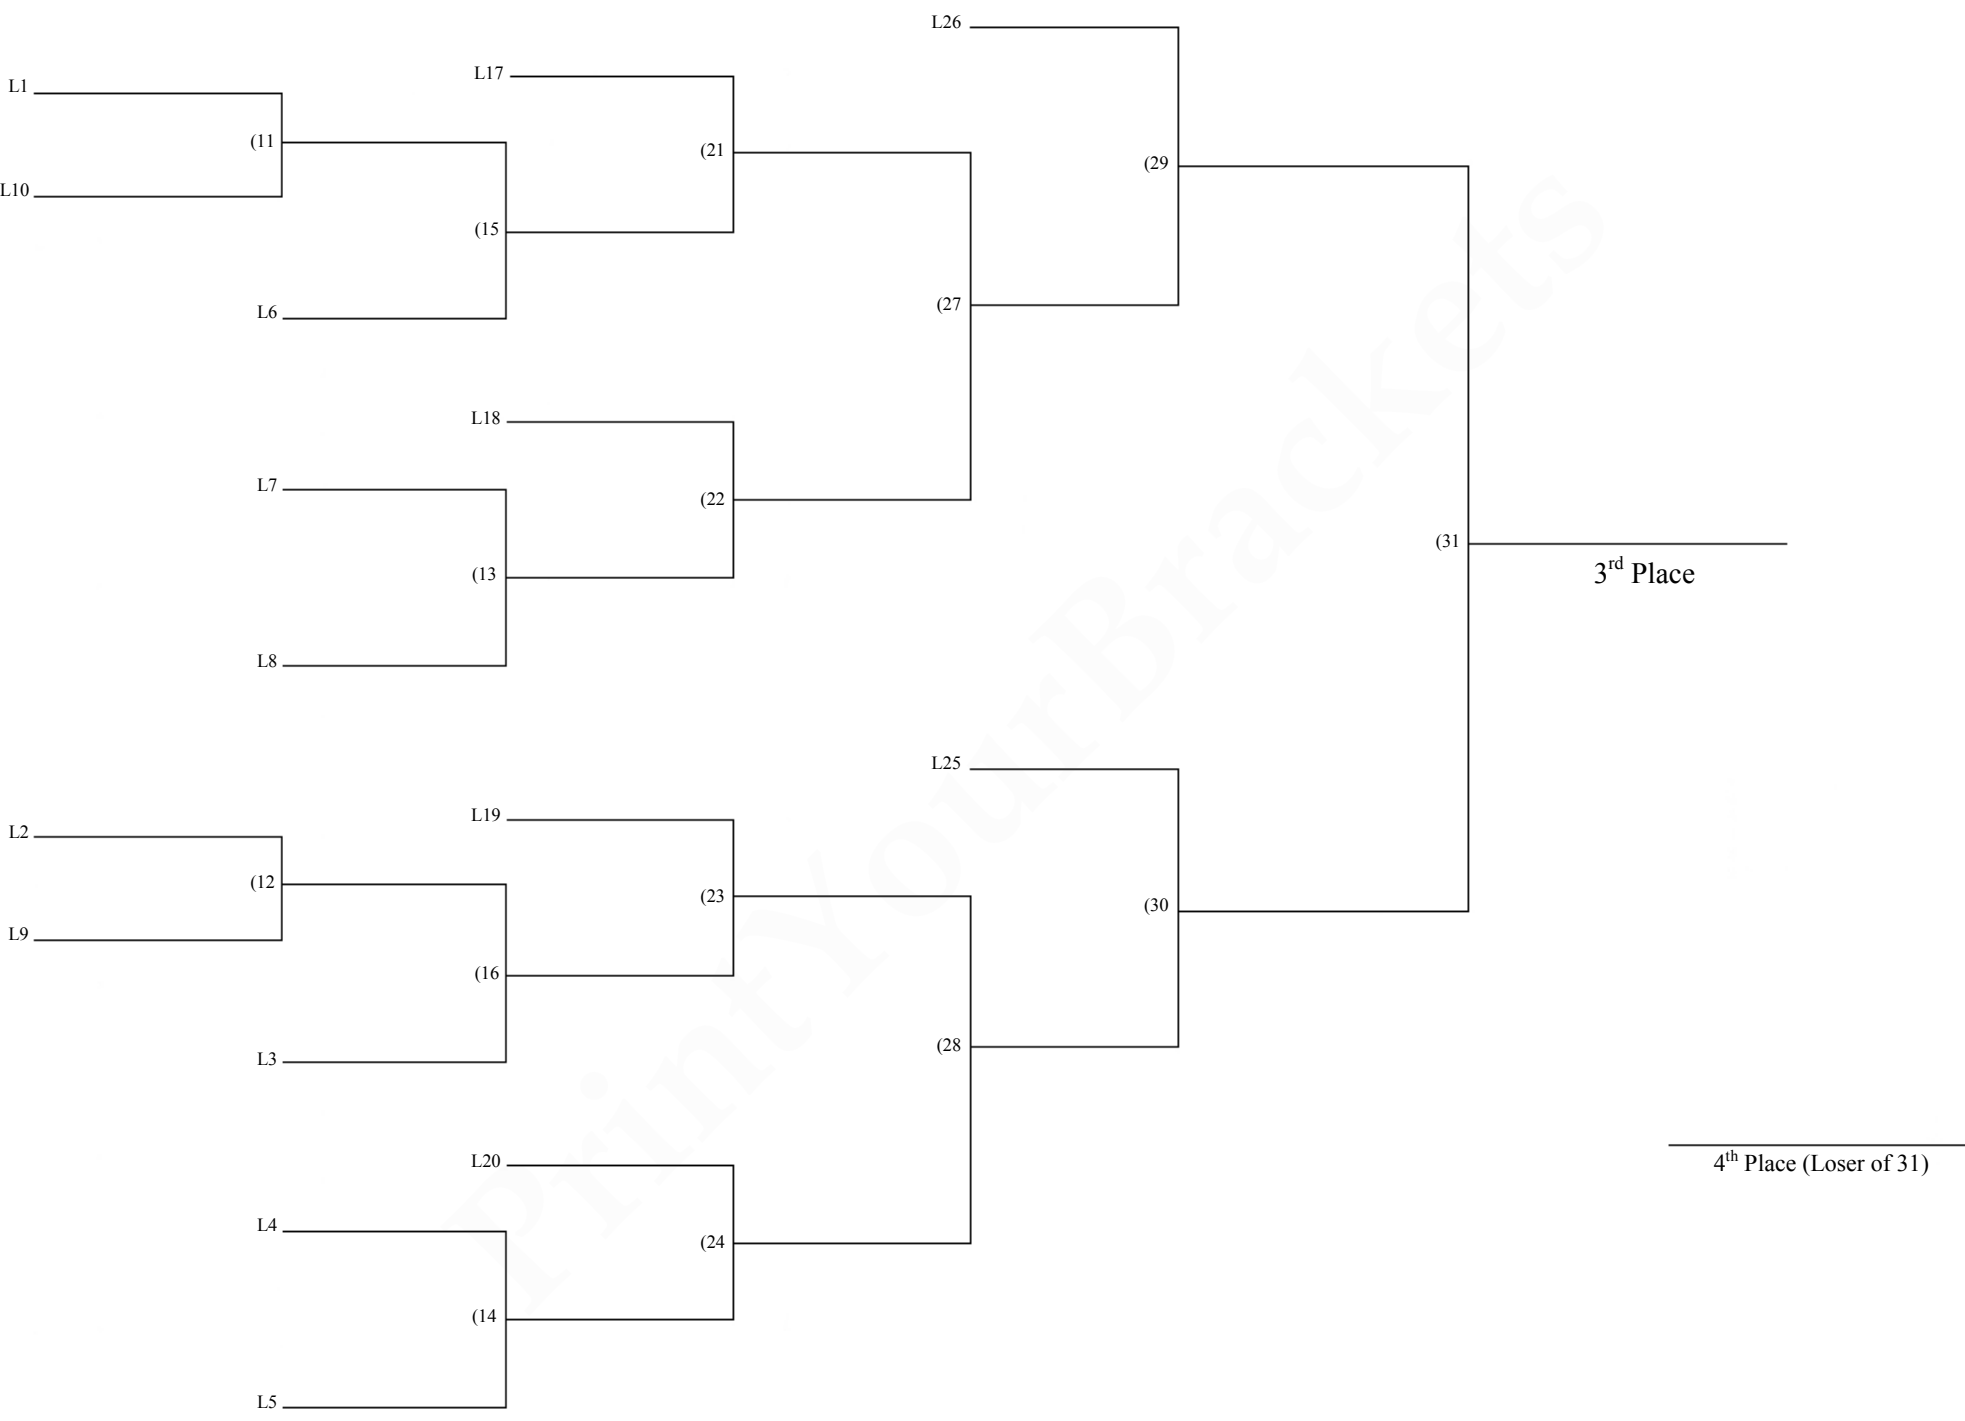 L26
L17
L1
(11
(21
(29
L10
(15
(27
L6
L18
L7
(22
(31
3rd Place
(13
L8
L25
L19
L2
(12
(23
(30
L9
(16
(28
L3
L20
4th Place (Loser of 31)
L4
(24
(14
L5
PrintYourBrackets